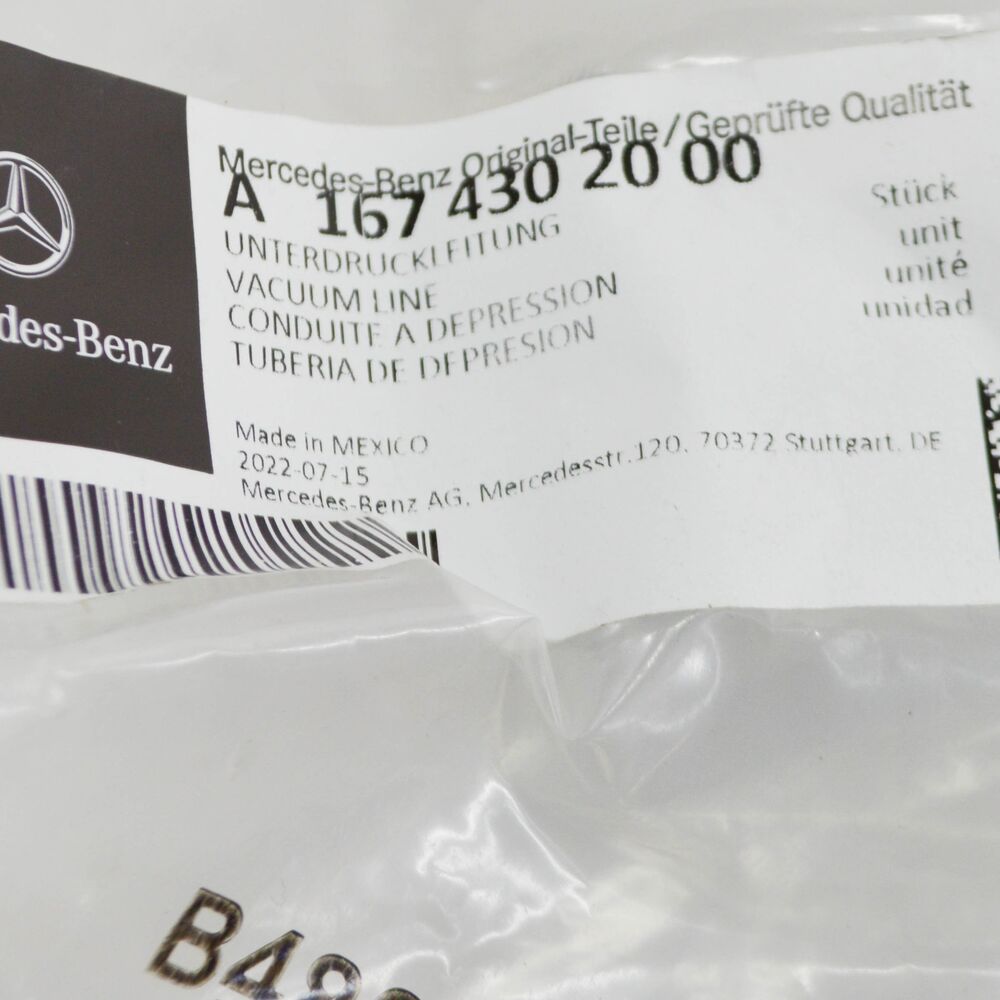 Mercedes-Benz Original-Teile / Geprüfte Qualität
A 167 430 20 00
UNTERDRUCKLEITUNG
VACUUM LINE
CONDUITE A DEPRESSION
TUBERIA DE DEPRESION
Stück
unit
unité
unidad
des-Benz
Made in MEXICO
2022-07-15
Mercedes-Benz AG, Mercedesstr.120, 70372 Stuttgart, DE